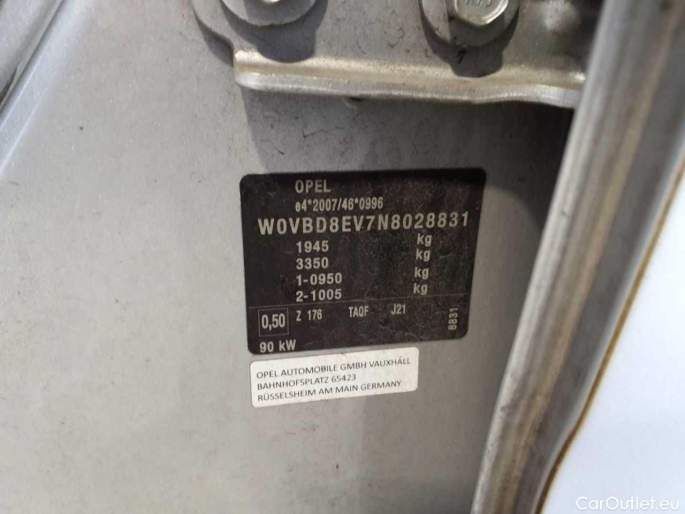 OPEL
e4*2007/46*0996
W0VBD8EV7N8028831
1945 kg
3350 kg
1-0950 kg
2-1005 kg
0,50 Z 176 TAQF J21
8831
90 kW
OPEL AUTOMOBILE GMBH VAUXHALL
BAHNHOFSPLATZ 65423
RÜSSELSHEIM AM MAIN GERMANY
CarOutlet.eu